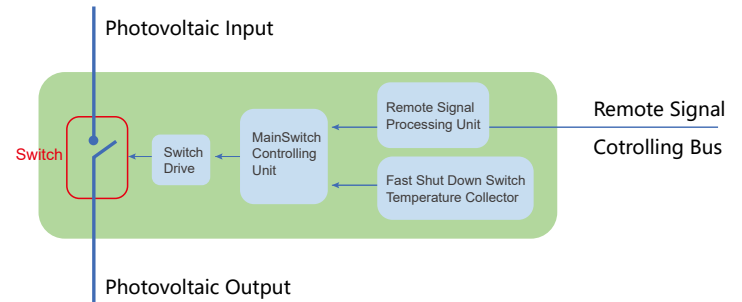 Photovoltaic Input
Remote Signal
Processing Unit
Remote Signal
Cotrolling Bus
MainSwitch
Controlling
Unit
Switch
Switch
Drive
Fast Shut Down Switch
Temperature Collector
Photovoltaic Output